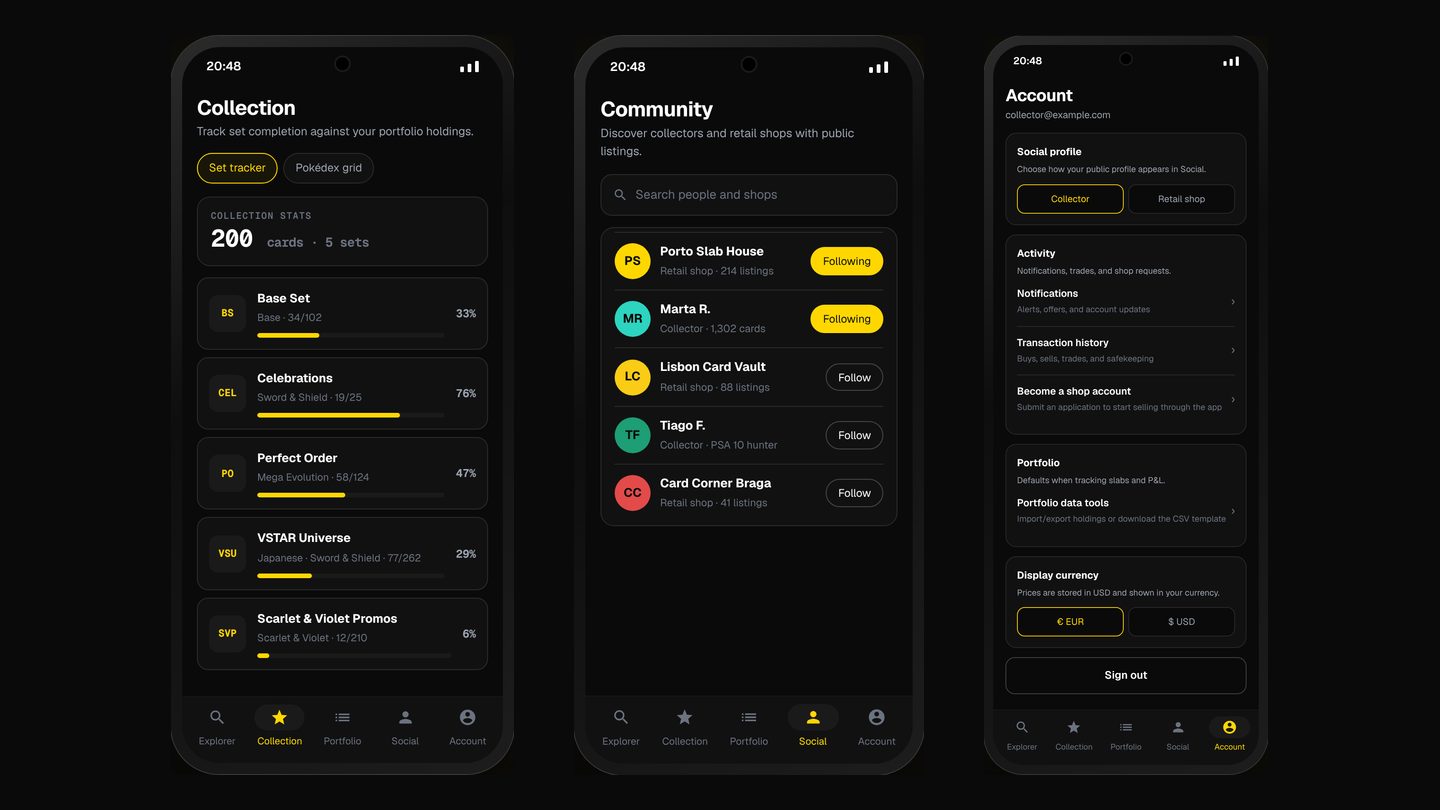 20:48
Collection
Track set completion against your portfolio holdings.
Set tracker
Pokédex grid
COLLECTION STATS
200 cards · 5 sets
BS
Base Set
Base · 34/102
33%
CEL
Celebrations
Sword & Shield · 19/25
76%
PO
Perfect Order
Mega Evolution · 58/124
47%
VSU
VSTAR Universe
Japanese · Sword & Shield · 77/262
29%
SVP
Scarlet & Violet Promos
Scarlet & Violet · 12/210
6%
Explorer
Collection
Portfolio
Social
Account
20:48
Community
Discover collectors and retail shops with public
listings.
Search people and shops
PS
Porto Slab House
Retail shop · 214 listings
Following
MR
Marta R.
Collector · 1,302 cards
Following
LC
Lisbon Card Vault
Retail shop · 88 listings
Follow
TF
Tiago F.
Collector · PSA 10 hunter
Follow
CC
Card Corner Braga
Retail shop · 41 listings
Follow
Explorer
Collection
Portfolio
Social
Account
20:48
Account
collector@example.com
Social profile
Choose how your public profile appears in Social.
Collector
Retail shop
Activity
Notifications, trades, and shop requests.
Notifications
Alerts, offers, and account updates
Transaction history
Buys, sells, trades, and safekeeping
Become a shop account
Submit an application to start selling through the app
Portfolio
Defaults when tracking slabs and P&L.
Portfolio data tools
Import/export holdings or download the CSV template
Display currency
Prices are stored in USD and shown in your currency.
€ EUR
$ USD
Sign out
Explorer
Collection
Portfolio
Social
Account